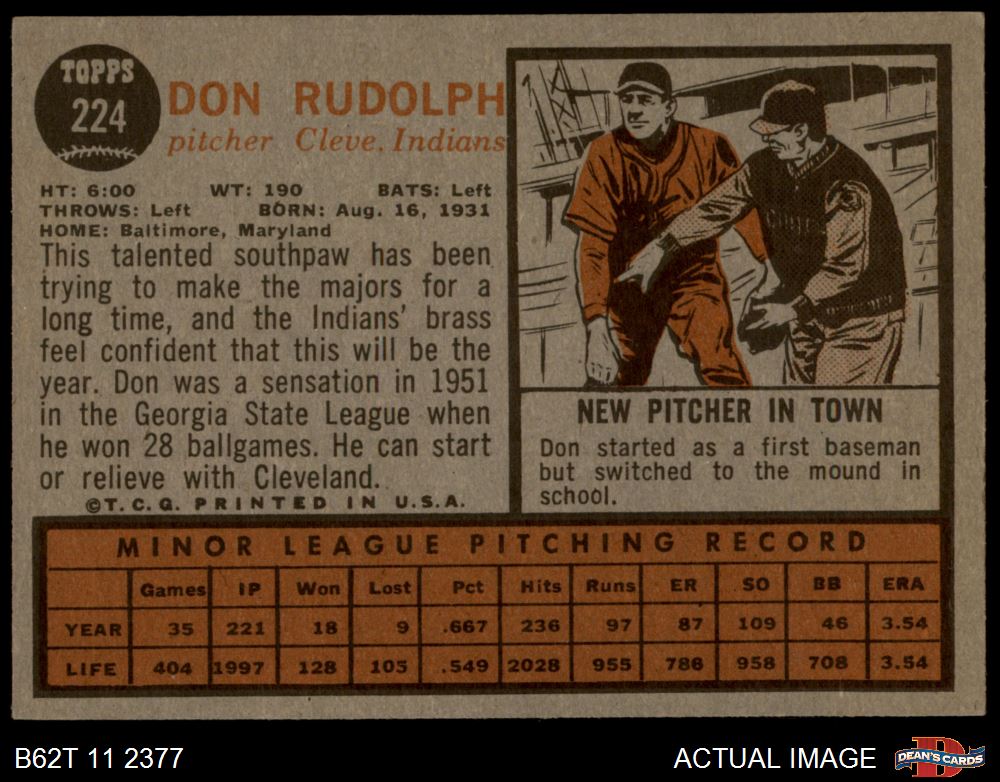 TOPPS
224
DON RUDOLPH
pitcher Cleve. Indians
HT: 6:00 WT: 190 BATS: Left
THROWS: Left BORN: Aug. 16, 1931
HOME: Baltimore, Maryland
This talented southpaw has been
trying to make the majors for a
long time, and the Indians' brass
feel confident that this will be the
year. Don was a sensation in 1951
in the Georgia State League when
he won 28 ballgames. He can start
or relieve with Cleveland.
©T.C.G. PRINTED IN U.S.A.
NEW PITCHER IN TOWN
Don started as a first baseman
but switched to the mound in
school.
MINOR LEAGUE PITCHING RECORD
Games IP Won Lost Pct Hits Runs ER SO BB ERA
YEAR 35 221 18 9 .667 236 97 87 109 46 3.54
LIFE 404 1997 128 105 .549 2028 955 786 958 708 3.54
B62T 11 2377
ACTUAL IMAGE
DEAN'S CARDS